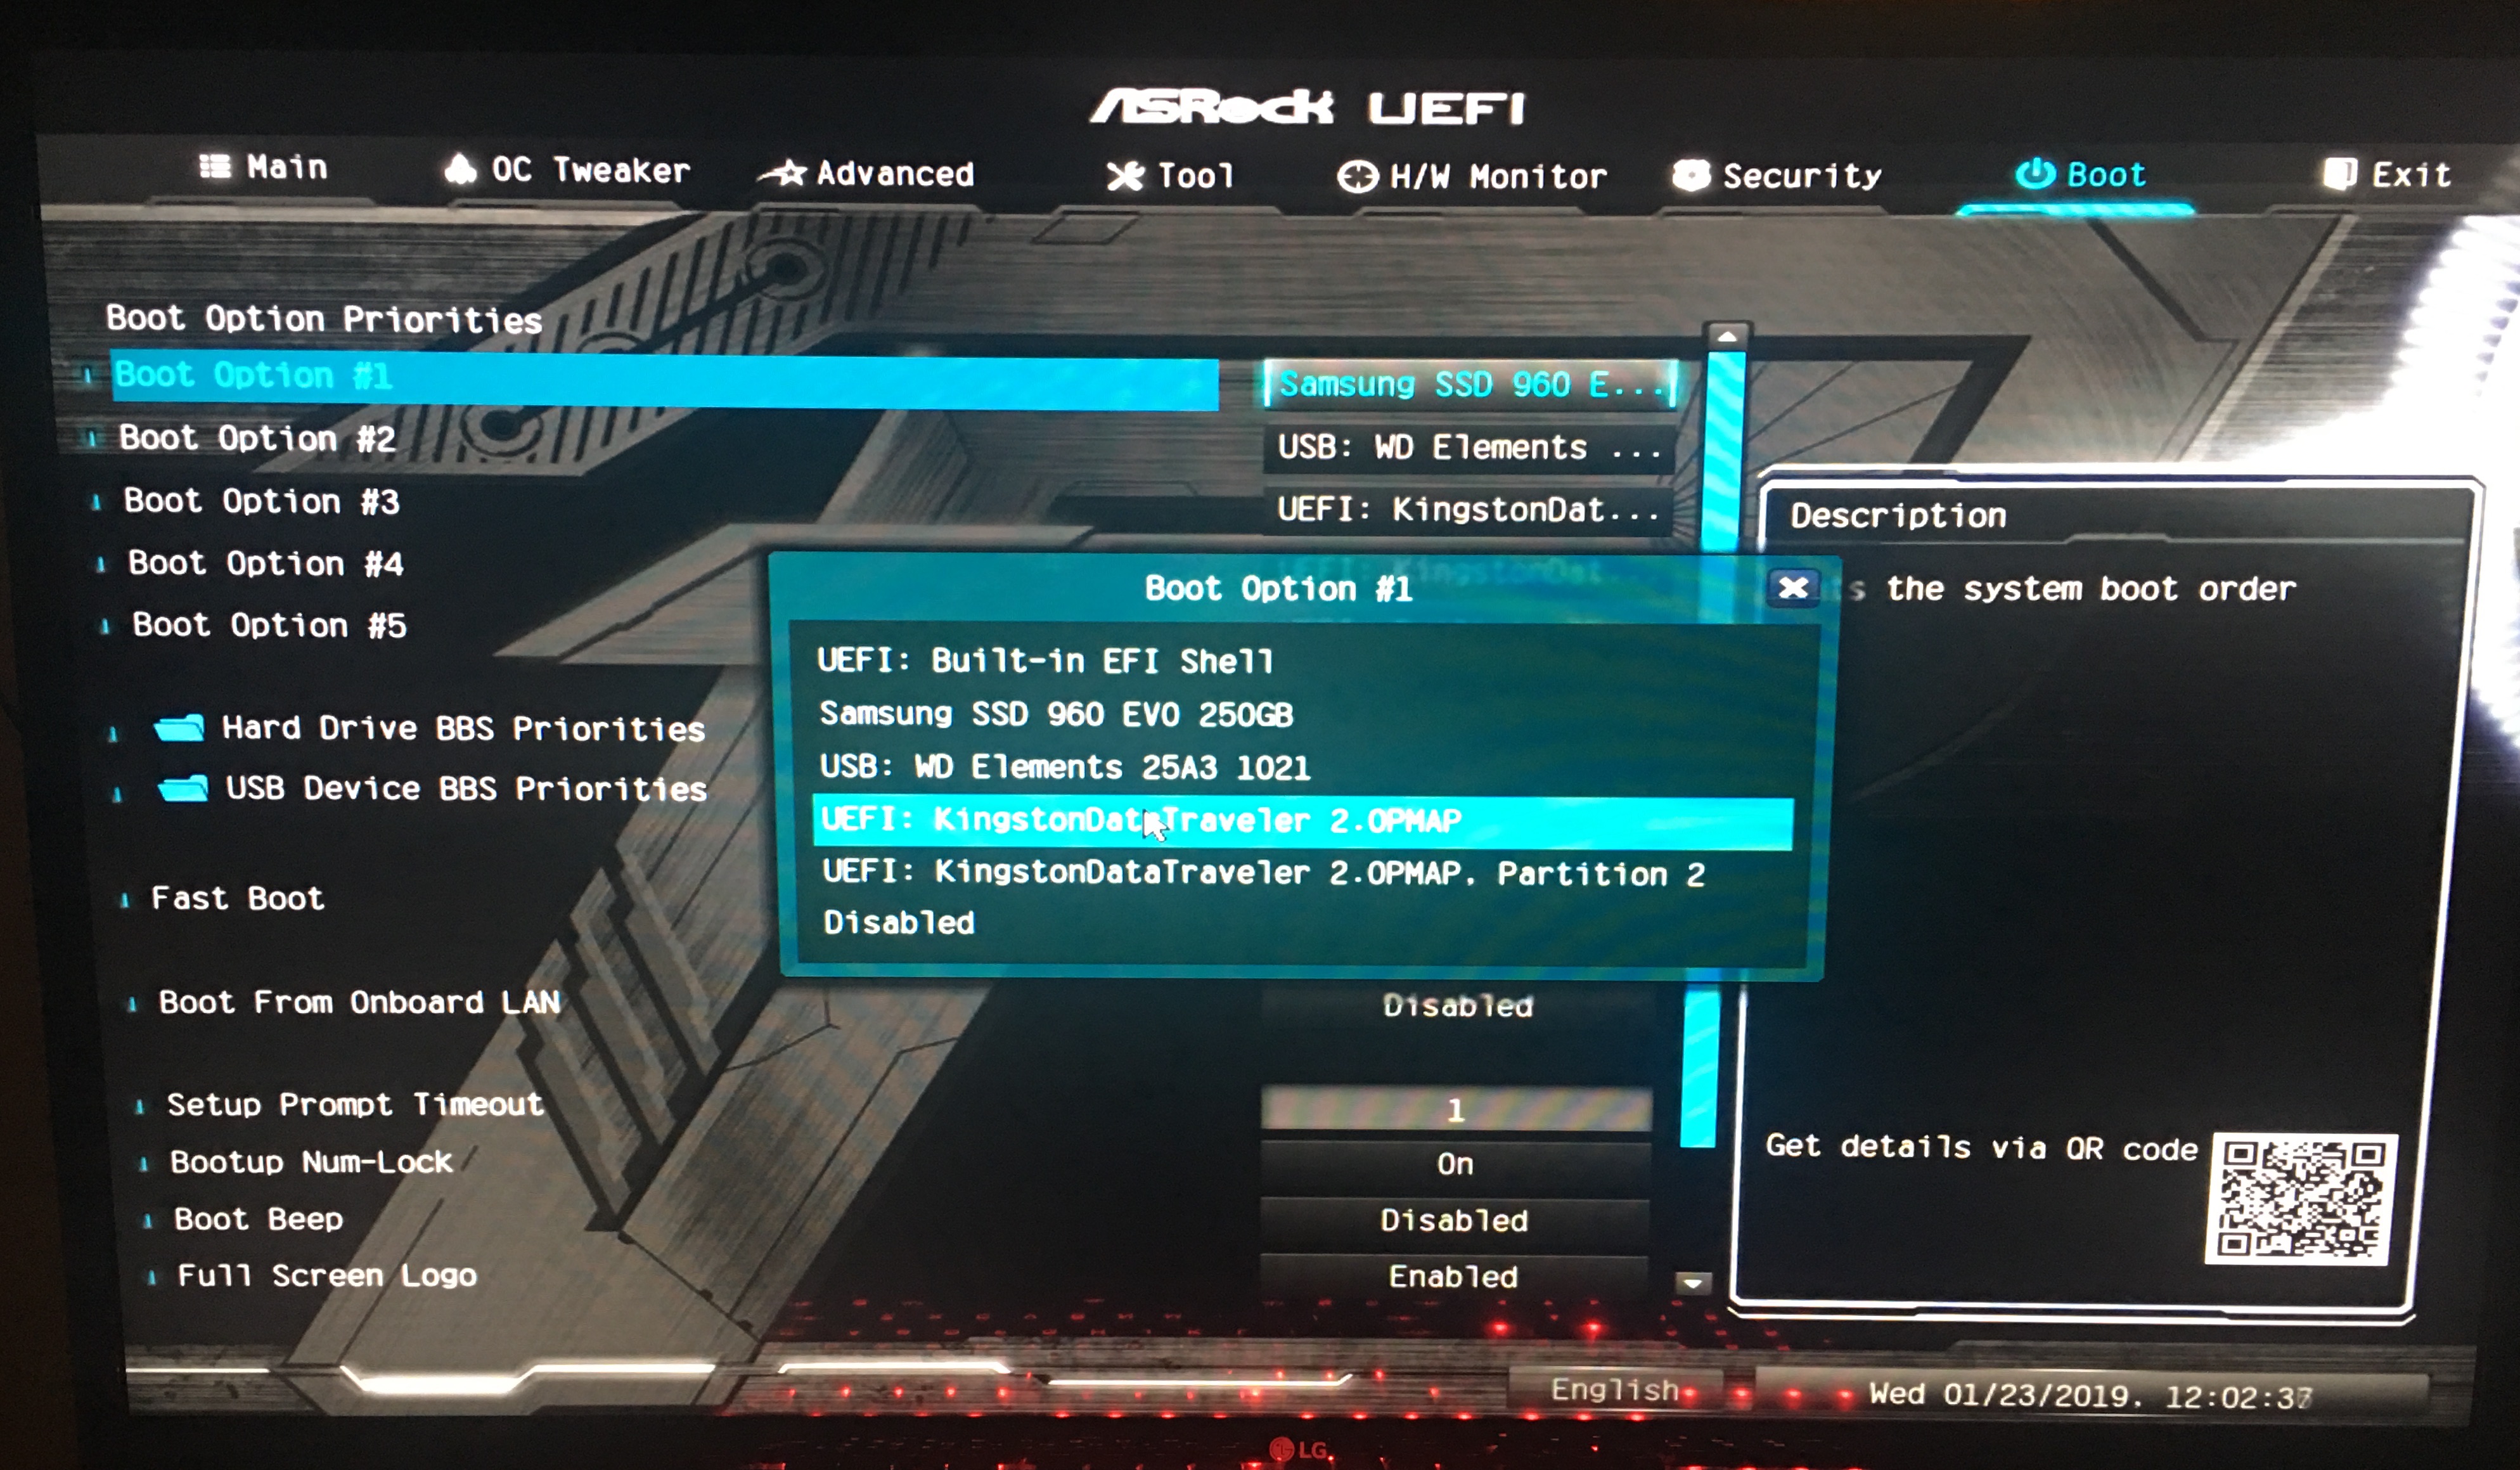 ASRock UEFI
Main
OC Tweaker
Advanced
Tool
H/W Monitor
Security
Boot
Exit
Boot Option Priorities
Boot Option #1
Samsung SSD 960 E...
Boot Option #2
USB: WD Elements ...
Boot Option #3
UEFI: KingstonDat...
Boot Option #4
Boot Option #5
Hard Drive BBS Priorities
USB Device BBS Priorities
Fast Boot
Boot From Onboard LAN
Disabled
Setup Prompt Timeout
1
Bootup Num-Lock
On
Boot Beep
Disabled
Full Screen Logo
Enabled
Boot Option #1
UEFI: Built-in EFI Shell
Samsung SSD 960 EVO 250GB
USB: WD Elements 25A3 1021
UEFI: KingstonDataTraveler 2.0PMAP
UEFI: KingstonDataTraveler 2.0PMAP, Partition 2
Disabled
Description
the system boot order
Get details via QR code
English
Wed 01/23/2019, 12:02:3
LG